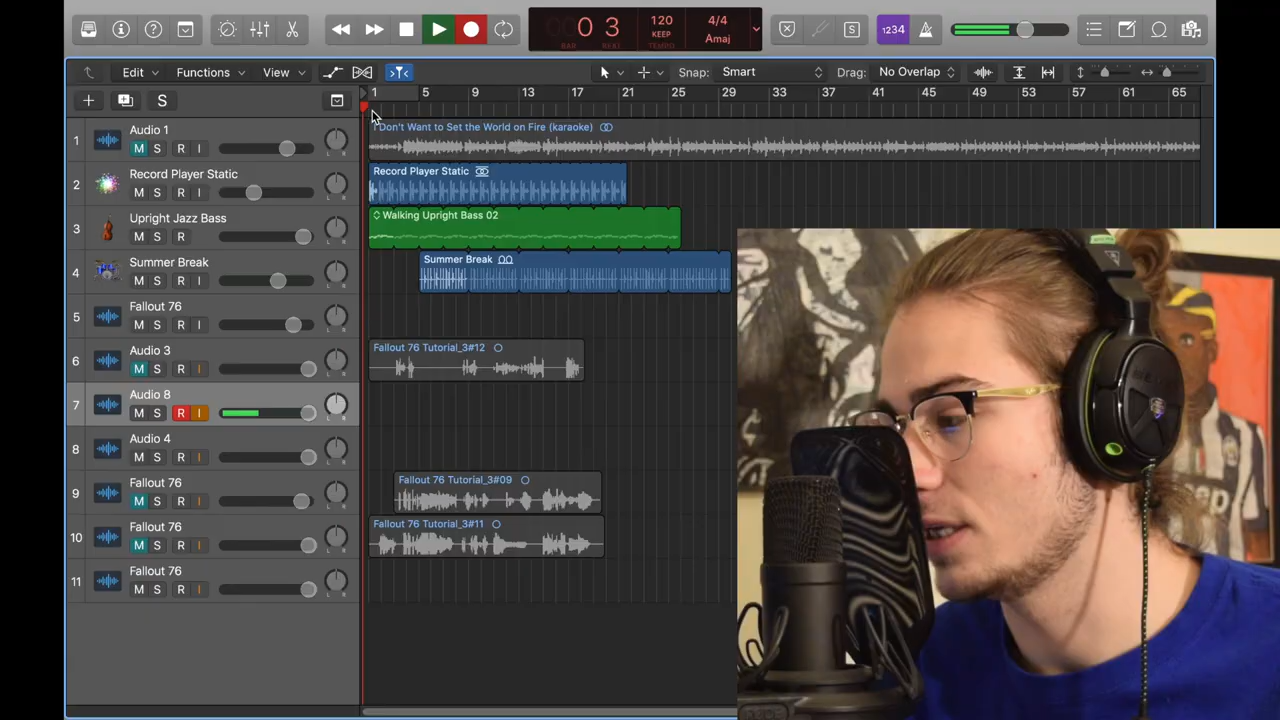 0 3 120 4/4
BAR BEAT KEEP Amaj
TEMPO
1234
Edit Functions View Snap: Smart Drag: No Overlap
S
1 5 9 13 17 21 25 29 33 37 41 45 49 53 57 61 65
1 Audio 1
M S R I
I Don't Want to Set the World on Fire (karaoke)
2 Record Player Static
M S R I
Record Player Static
3 Upright Jazz Bass
M S R
Walking Upright Bass 02
4 Summer Break
M S R I
Summer Break
5 Fallout 76
M S R I
6 Audio 3
M S R I
Fallout 76 Tutorial_3#12
7 Audio 8
M S R I
8 Audio 4
M S R I
9 Fallout 76
M S R I
Fallout 76 Tutorial_3#09
10 Fallout 76
M S R I
Fallout 76 Tutorial_3#11
11 Fallout 76
M S R I